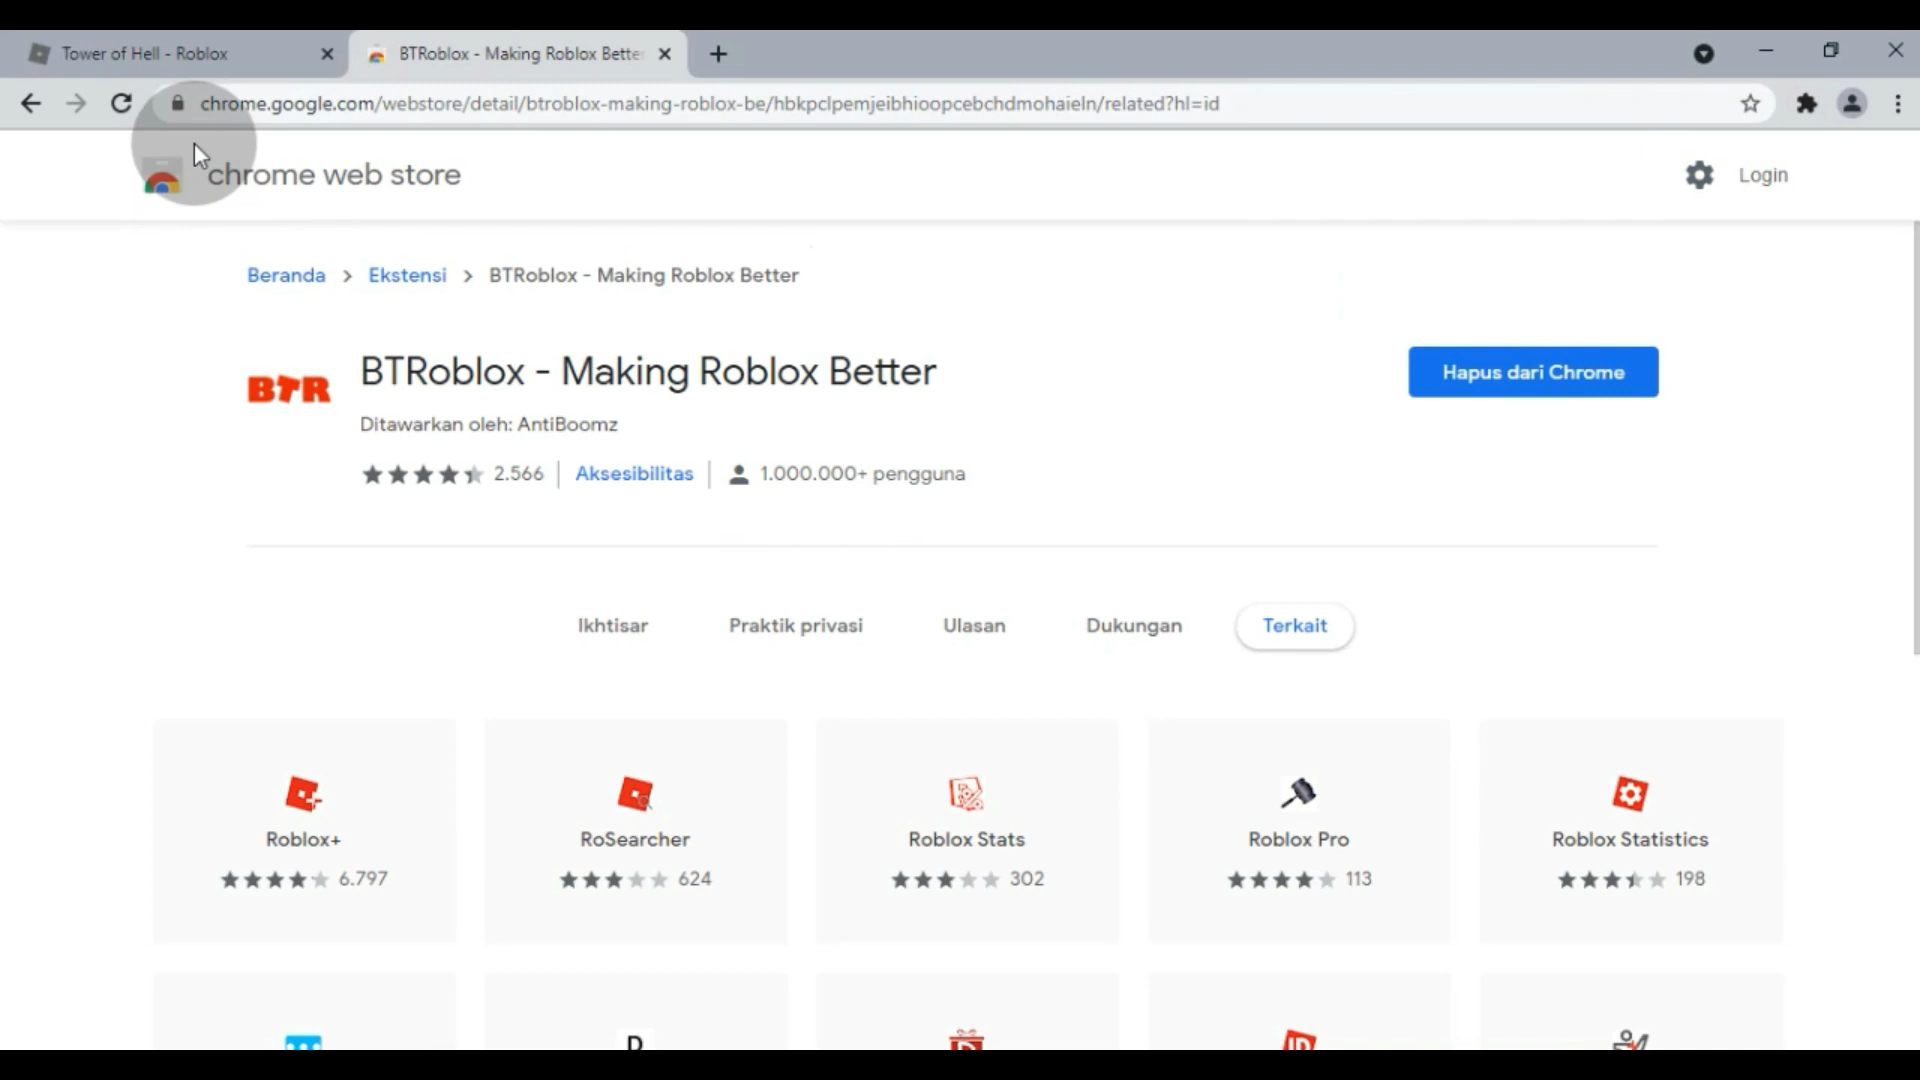 Tower of Hell - Roblox
BTRoblox - Making Roblox Bette
chrome.google.com/webstore/detail/btroblox-making-roblox-be/hbkpclpemjeibhioopcebchdmohaieln/related?hl=id
chrome web store
Login
Beranda > Ekstensi > BTRoblox - Making Roblox Better
BTR
BTRoblox - Making Roblox Better
Hapus dari Chrome
Ditawarkan oleh: AntiBoomz
2.566 Aksesibilitas 1.000.000+ pengguna
Ikhtisar Praktik privasi Ulasan Dukungan Terkait
Roblox+ RoSearcher Roblox Stats Roblox Pro Roblox Statistics
6.797 624 302 113 198